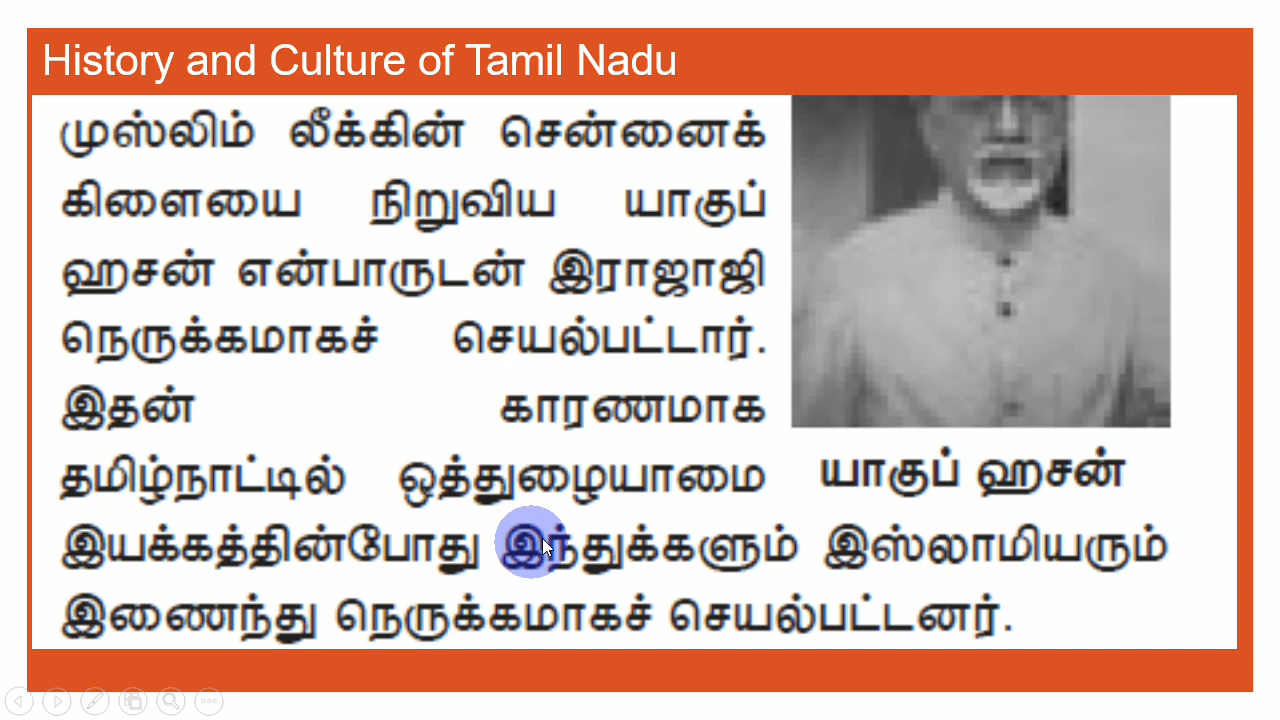 History and Culture of Tamil Nadu
முஸ்லிம் லீக்கின் சென்னைக்
கிளையை நிறுவிய யாகுப்
ஹசன் என்பாருடன் இராஜாஜி
நெருக்கமாகச் செயல்பட்டார்.
இதன் காரணமாக
தமிழ்நாட்டில் ஒத்துழையாமை
யாகுப் ஹசன்
இயக்கத்தின்போது இந்துக்களும் இஸ்லாமியரும்
இணைந்து நெருக்கமாகச் செயல்பட்டனர்.